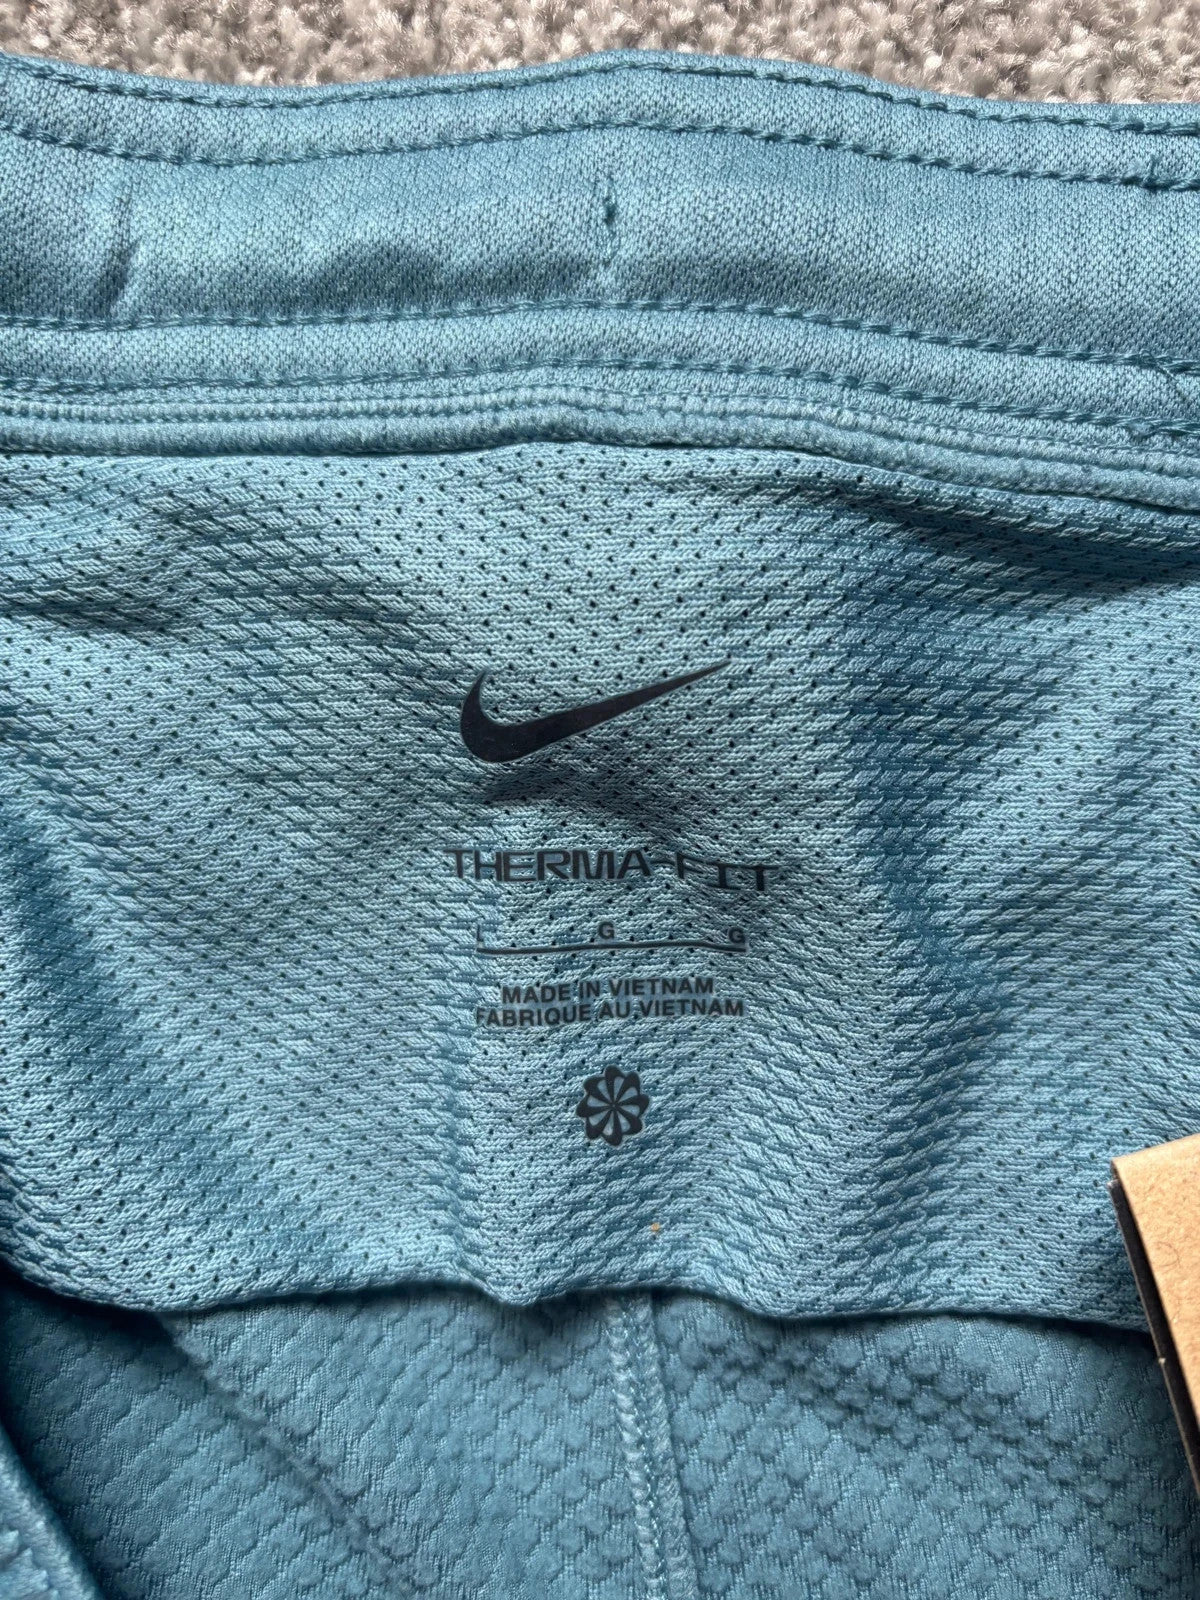 THERMA-FIT
L G G
MADE IN VIETNAM
FABRIQUE AU VIETNAM